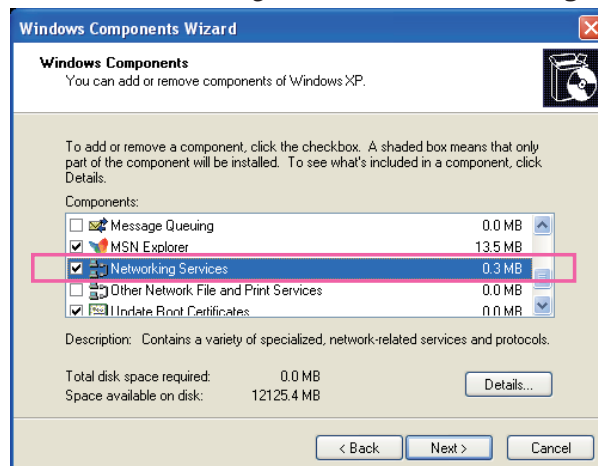 Windows Components Wizard
Windows Components
You can add or remove components of Windows XP.
To add or remove a component, click the checkbox. A shaded box means that only
part of the component will be installed. To see what's included in a component, click
Details.
Components:
Message Queuing 0.0 MB
MSN Explorer 13.5 MB
Networking Services 0.3 MB
Other Network File and Print Services 0.0 MB
Update Root Certificates 0.0 MB
Description: Contains a variety of specialized, network-related services and protocols.
Total disk space required: 0.0 MB
Space available on disk: 12125.4 MB
Details...
< Back Next > Cancel